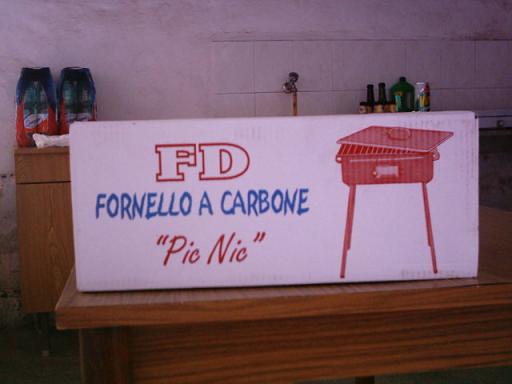 FD
FORNELLO A CARBONE
"Pic Nic"